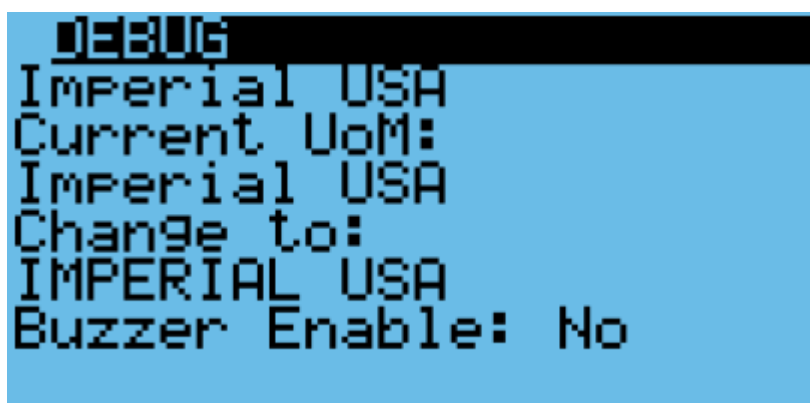 DEBUG
Imperial USA
Current UoM:
Imperial USA
Change to:
IMPERIAL USA
Buzzer Enable: No